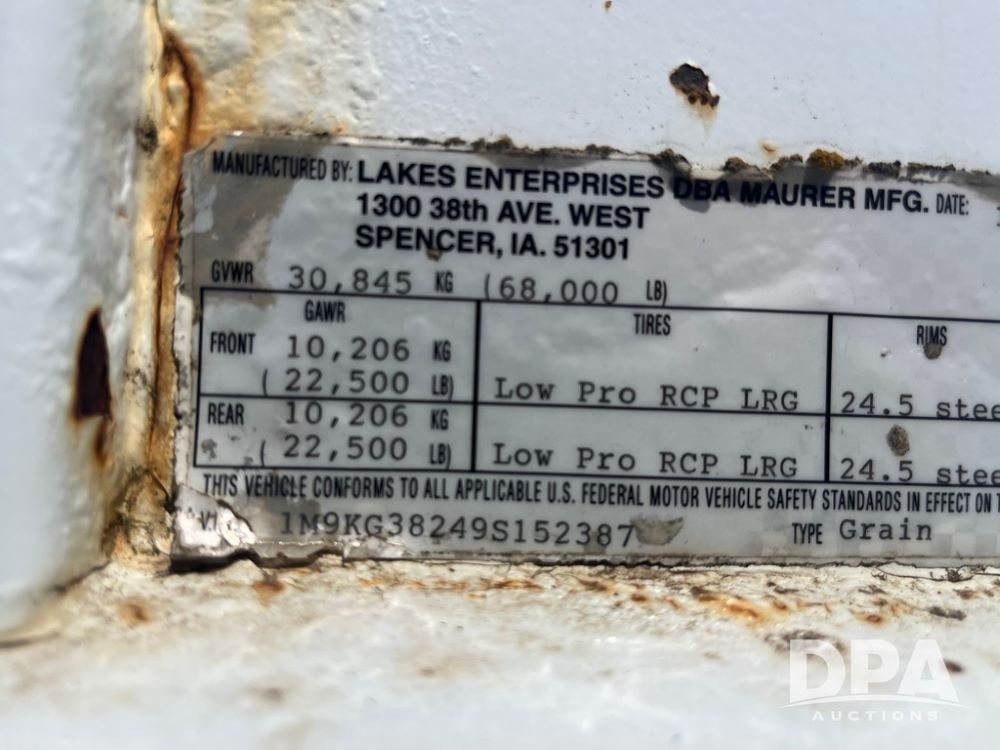 MANUFACTURED BY: LAKES ENTERPRISES DBA MAURER MFG. DATE:
1300 38th AVE. WEST
SPENCER, IA. 51301
GVWR 30,845 KG (68,000 LB)
GAWR TIRES RIMS
FRONT 10,206 KG
(22,500 LB) Low Pro RCP LRG 24.5 stee
REAR 10,206 KG
(22,500 LB) Low Pro RCP LRG 24.5 stee
THIS VEHICLE CONFORMS TO ALL APPLICABLE U.S. FEDERAL MOTOR VEHICLE SAFETY STANDARDS IN EFFECT ON
1M9KG38249S152387 TYPE Grain
DPA
AUCTIONS